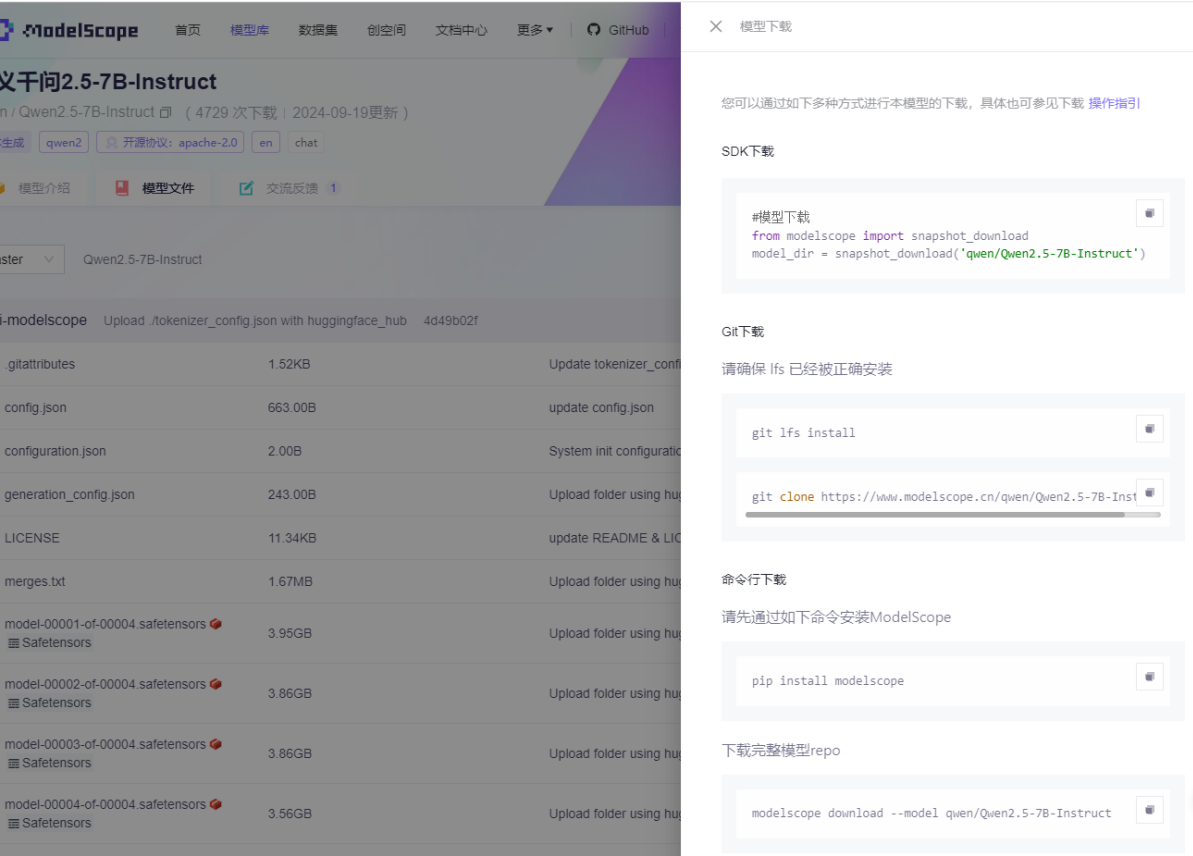 ModelScope 首页 模型库 数据集 创空间 文档中心 更多 GitHub
义千问2.5-7B-Instruct
/ Qwen2.5-7B-Instruct ( 4729 次下载 | 2024-09-19更新 )
生成 qwen2 开源协议：apache-2.0 en chat
模型介绍 模型文件 交流反馈 1
ster Qwen2.5-7B-Instruct
i-modelscope Upload ./tokenizer_config.json with huggingface_hub 4d49b02f
.gitattributes 1.52KB Update tokenizer_confi
config.json 663.00B update config.json
configuration.json 2.00B System init configuratio
generation_config.json 243.00B Upload folder using hug
LICENSE 11.34KB update README & LIC
merges.txt 1.67MB Upload folder using hug
model-00001-of-00004.safetensors
Safetensors
3.95GB Upload folder using hug
model-00002-of-00004.safetensors
Safetensors
3.86GB Upload folder using hug
model-00003-of-00004.safetensors
Safetensors
3.86GB Upload folder using hug
model-00004-of-00004.safetensors
Safetensors
3.56GB Upload folder using hug
模型下载
您可以通过如下多种方式进行本模型的下载，具体也可参见下载 操作指引
SDK下载
#模型下载
from modelscope import snapshot_download
model_dir = snapshot_download('qwen/Qwen2.5-7B-Instruct')
Git下载
请确保 lfs 已经被正确安装
git lfs install
git clone https://www.modelscope.cn/qwen/Qwen2.5-7B-Inst
命令行下载
请先通过如下命令安装ModelScope
pip install modelscope
下载完整模型repo
modelscope download --model qwen/Qwen2.5-7B-Instruct